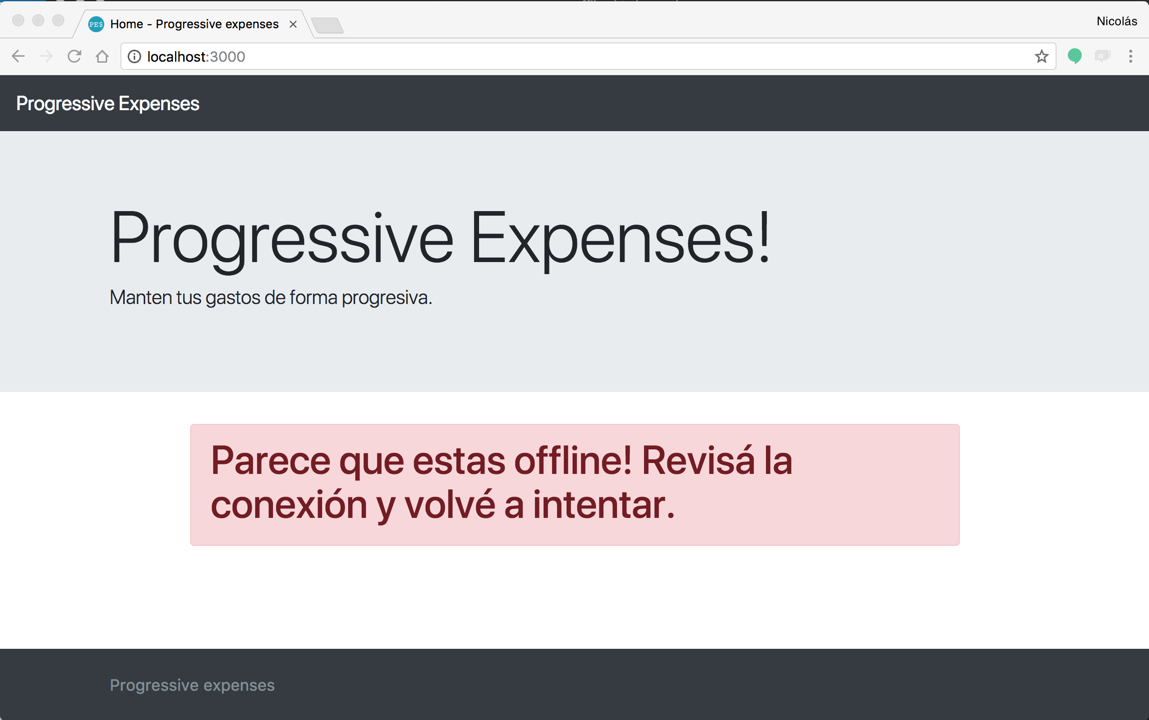 PES
Home - Progressive expenses
Nicolás
localhost:3000
Progressive Expenses
Progressive Expenses!
Manten tus gastos de forma progresiva.
Parece que estas offline! Revisá la
conexión y volvé a intentar.
Progressive expenses